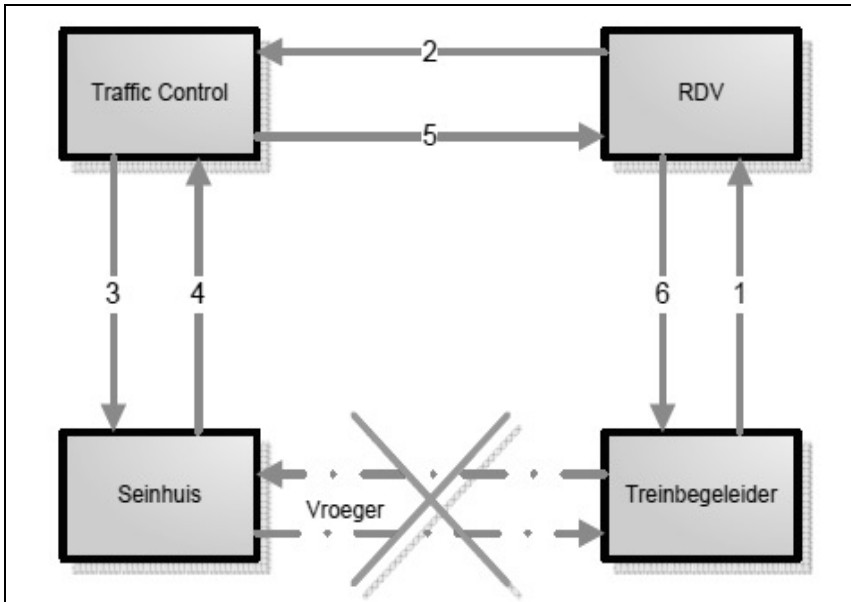 2
Traffic Control
RDV
5
3
4
6
1
Seinhuis
Vroeger
Treinbegeleider